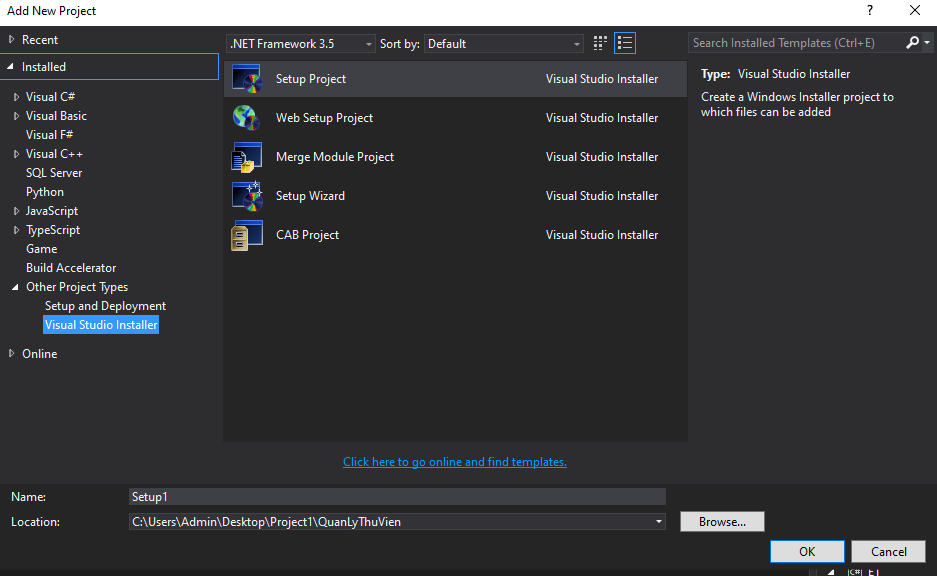 Add New Project
?
Recent
Installed
Visual C#
Visual Basic
Visual F#
Visual C++
SQL Server
Python
JavaScript
TypeScript
Game
Build Accelerator
Other Project Types
Setup and Deployment
Visual Studio Installer
Online
.NET Framework 3.5 Sort by: Default
Setup Project Visual Studio Installer
Web Setup Project Visual Studio Installer
Merge Module Project Visual Studio Installer
Setup Wizard Visual Studio Installer
CAB Project Visual Studio Installer
Search Installed Templates (Ctrl+E)
Type: Visual Studio Installer
Create a Windows Installer project to
which files can be added
Click here to go online and find templates.
Name: Setup1
Location: C:\Users\Admin\Desktop\Project1\QuanLyThuVien Browse...
OK Cancel